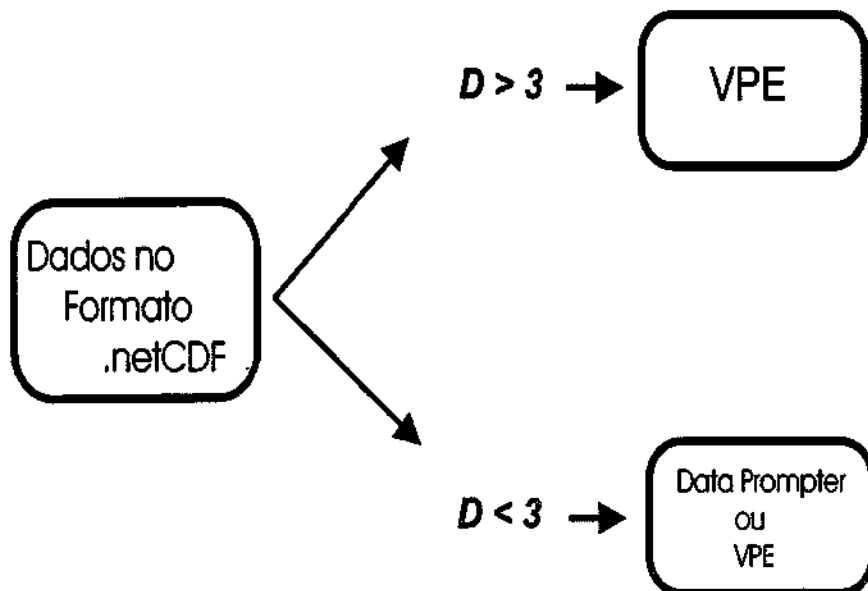 D > 3
VPE
Dados no
Formato
.netCDF
D < 3
Data Prompter
ou
VPE